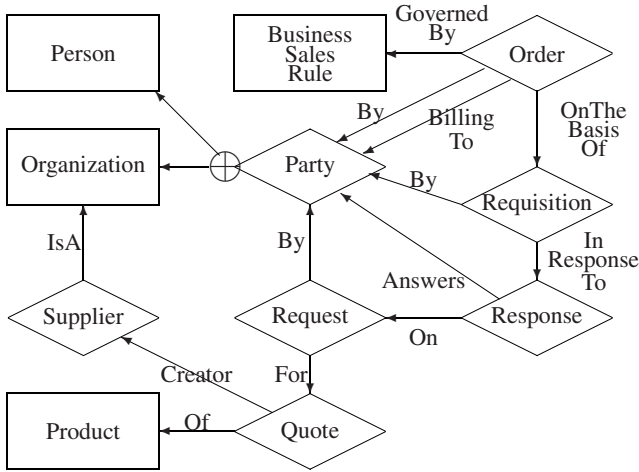 Governed
By
Person
Business
Sales
Rule
Order
By
Billing
To
OnThe
Basis
Of
Organization
Party
By
Requisition
IsA
By
In
Response
To
Answers
Supplier
Request
Response
On
Creator
For
Product
Of
Quote